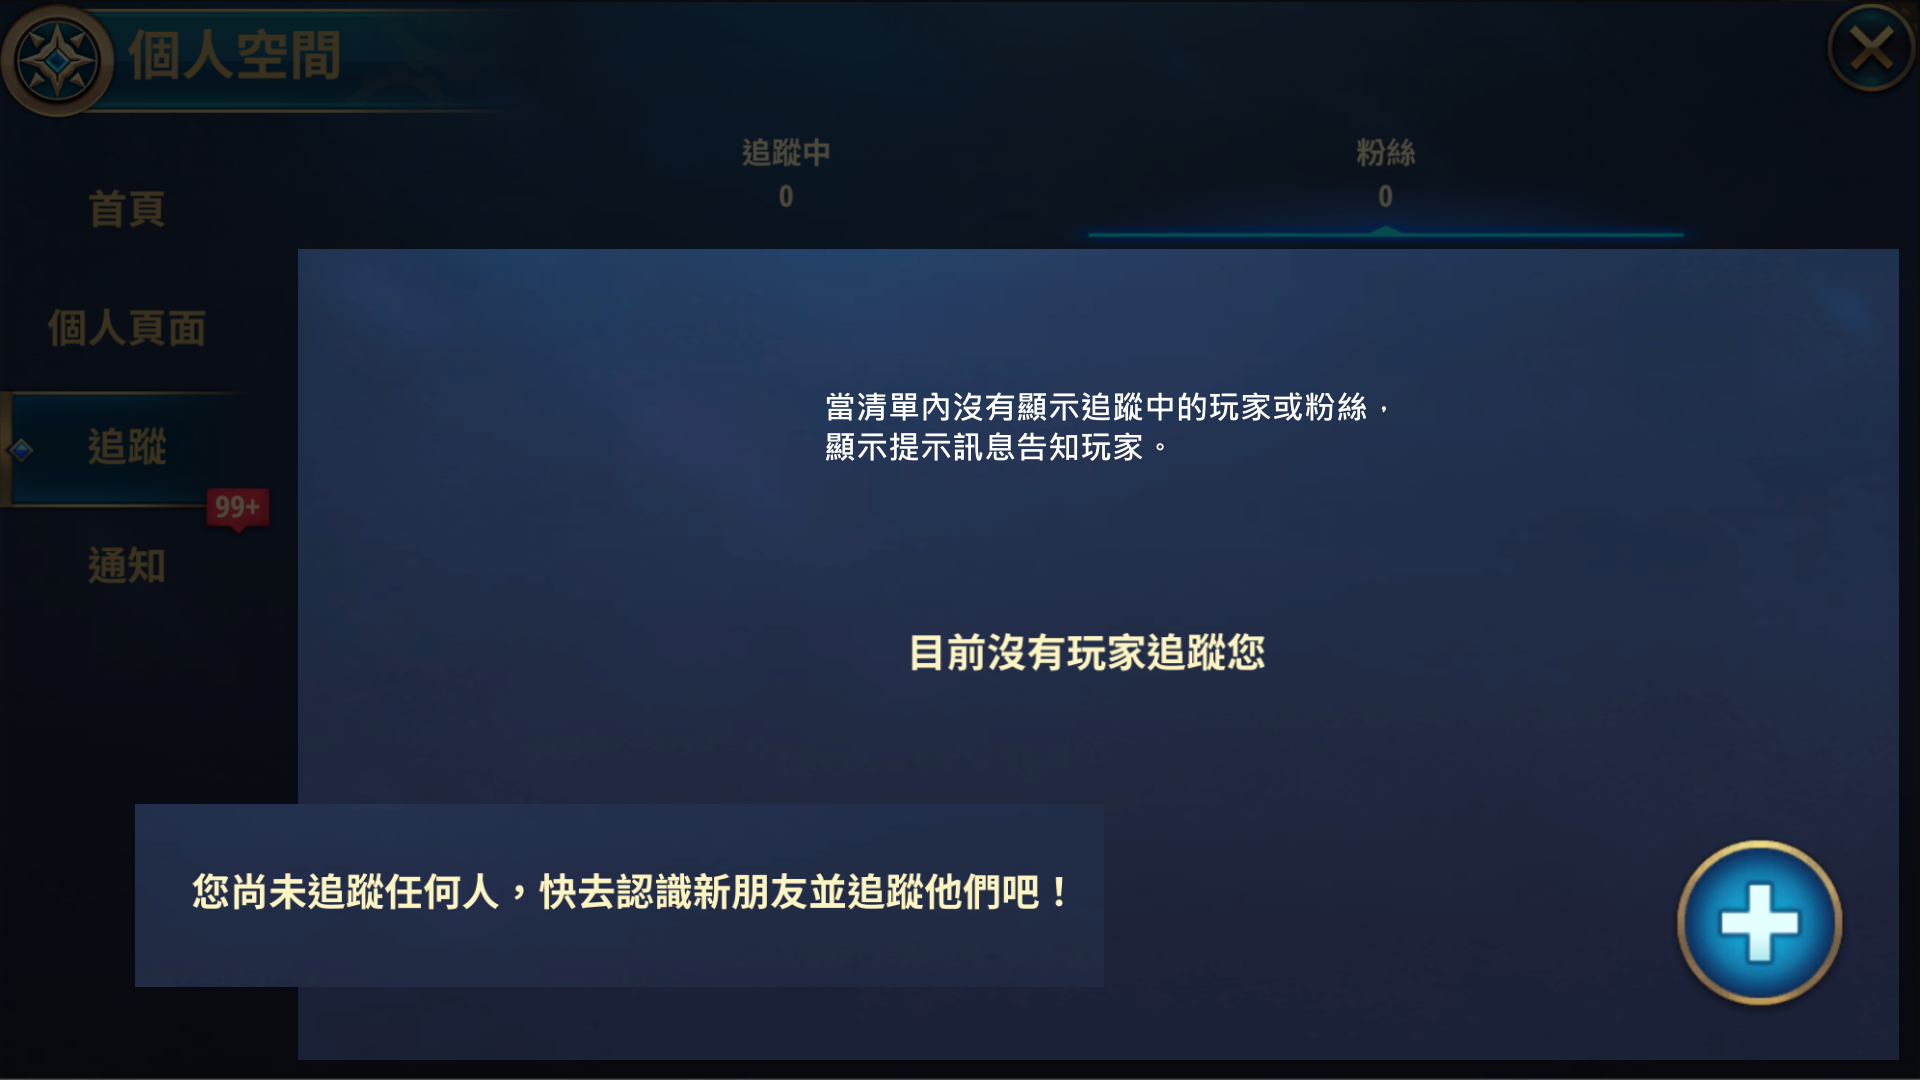 個人空間
追蹤中
0
粉絲
0
首頁
個人頁面
追蹤
99+
通知
當清單內沒有顯示追蹤中的玩家或粉絲，
顯示提示訊息告知玩家。
目前沒有玩家追蹤您
您尚未追蹤任何人，快去認識新朋友並追蹤他們吧！